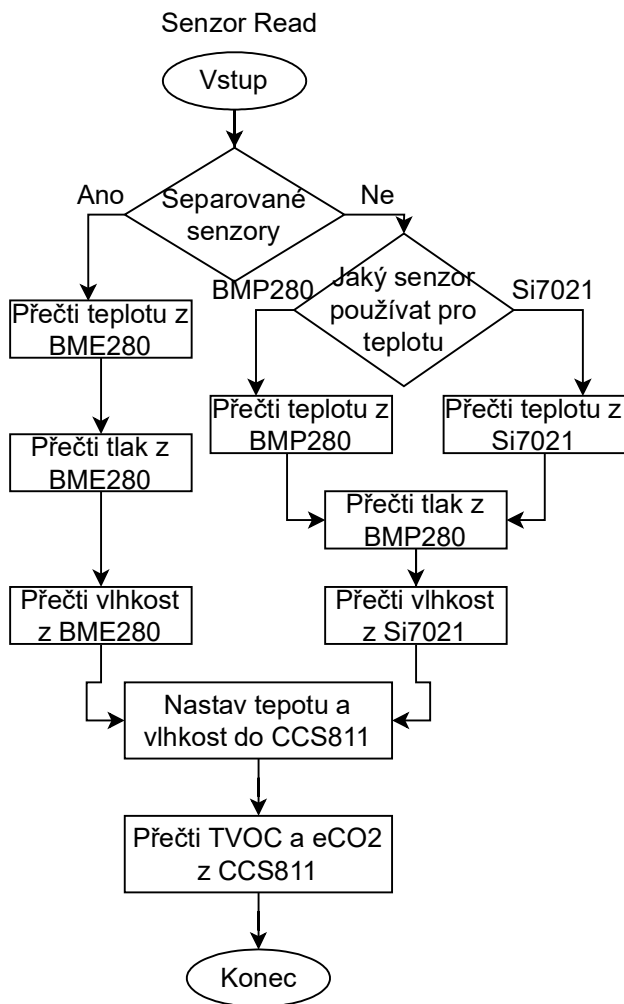 Senzor Read
Vstup
Ano
Separované
senzory
Ne
BMP280
Jaký senzor
používat pro
teplotu
Si7021
Přečti teplotu z
BME280
Přečti teplotu z
BMP280
Přečti teplotu z
Si7021
Přečti tlak z
BME280
Přečti tlak z
BMP280
Přečti vlhkost
z BME280
Přečti vlhkost
z Si7021
Nastav tepotu a
vlhkost do CCS811
Přečti TVOC a eCO2
z CCS811
Konec